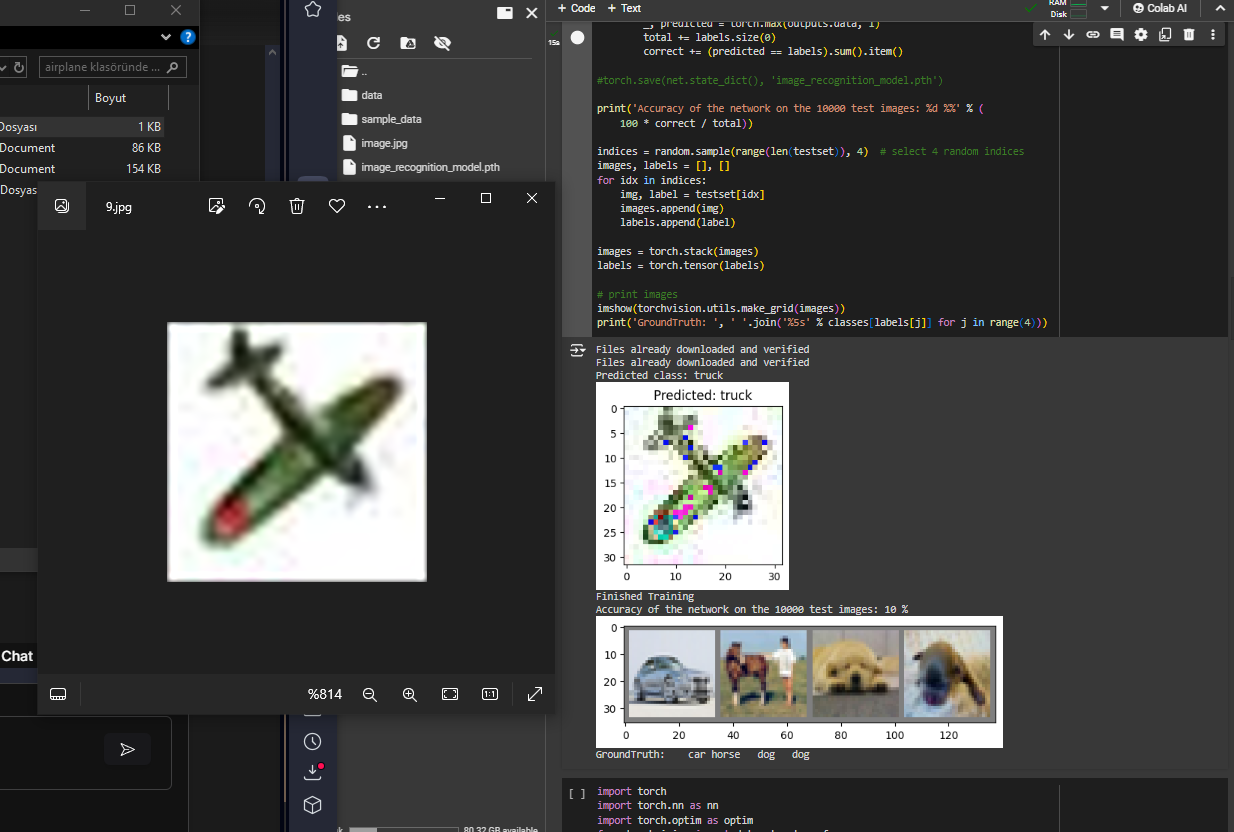 airplane klasöründe ...
Boyut
Dosyası 1 KB
Document 86 KB
Document 154 KB
Dosyas
9.jpg
%814
1:1
Chat
les
..
data
sample_data
image.jpg
image_recognition_model.pth
80.32 GB available
+ Code + Text
RAM
Disk
Colab AI
15s
_, predicted = torch.max(outputs.data, 1)
total += labels.size(0)
correct += (predicted == labels).sum().item()
#torch.save(net.state_dict(), 'image_recognition_model.pth')
print('Accuracy of the network on the 10000 test images: %d %%' % (
100 * correct / total))
indices = random.sample(range(len(testset)), 4)  # select 4 random indices
images, labels = [], []
for idx in indices:
img, label = testset[idx]
images.append(img)
labels.append(label)
images = torch.stack(images)
labels = torch.tensor(labels)
# print images
imshow(torchvision.utils.make_grid(images))
print('GroundTruth: ', ' '.join('%5s' % classes[labels[j]] for j in range(4)))
Files already downloaded and verified
Files already downloaded and verified
Predicted class: truck
Predicted: truck
0
5
10
15
20
25
30
0 10 20 30
Finished Training
Accuracy of the network on the 10000 test images: 10 %
0
10
20
30
0 20 40 60 80 100 120
GroundTruth: car horse dog dog
[ ]
import torch
import torch.nn as nn
import torch.optim as optim